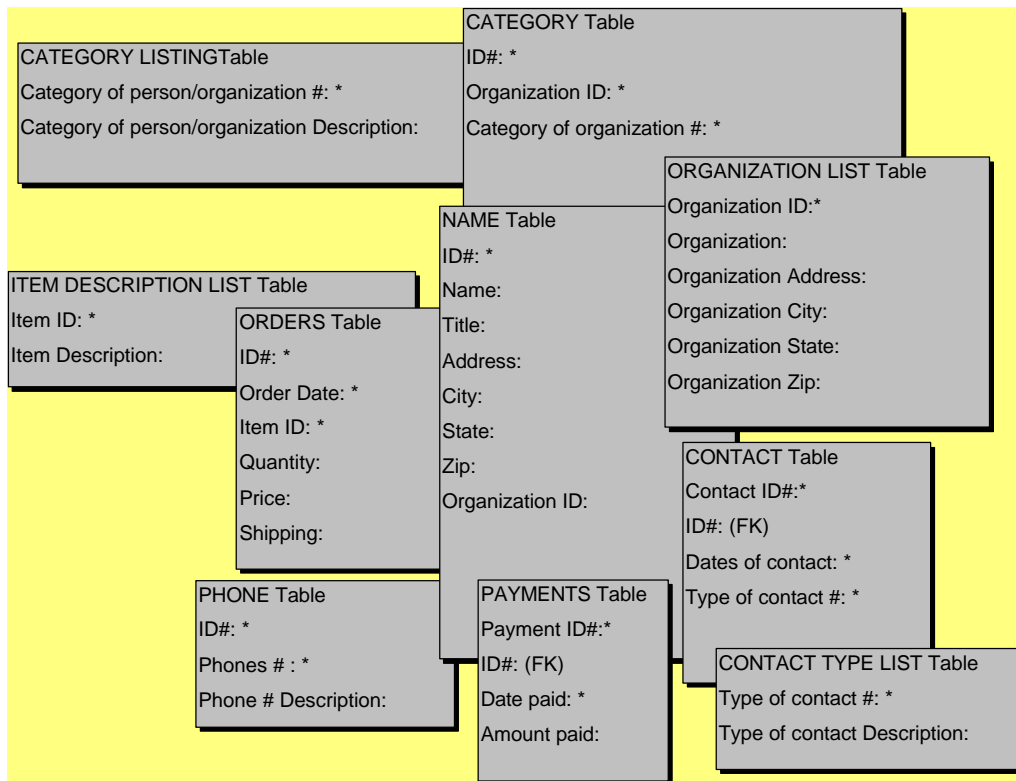 CATEGORY LISTINGTable
Category of person/organization #: *
Category of person/organization Description:
CATEGORY Table
ID#: *
Organization ID: *
Category of organization #: *
ORGANIZATION LIST Table
Organization ID:*
Organization:
Organization Address:
Organization City:
Organization State:
Organization Zip:
NAME Table
ID#: *
Name:
Title:
Address:
City:
State:
Zip:
Organization ID:
ITEM DESCRIPTION LIST Table
Item ID: *
Item Description:
ORDERS Table
ID#: *
Order Date: *
Item ID: *
Quantity:
Price:
Shipping:
CONTACT Table
Contact ID#:*
ID#: (FK)
Dates of contact: *
Type of contact #: *
PHONE Table
ID#: *
Phones # : *
Phone # Description:
PAYMENTS Table
Payment ID#:*
ID#: (FK)
Date paid: *
Amount paid:
CONTACT TYPE LIST Table
Type of contact #: *
Type of contact Description: